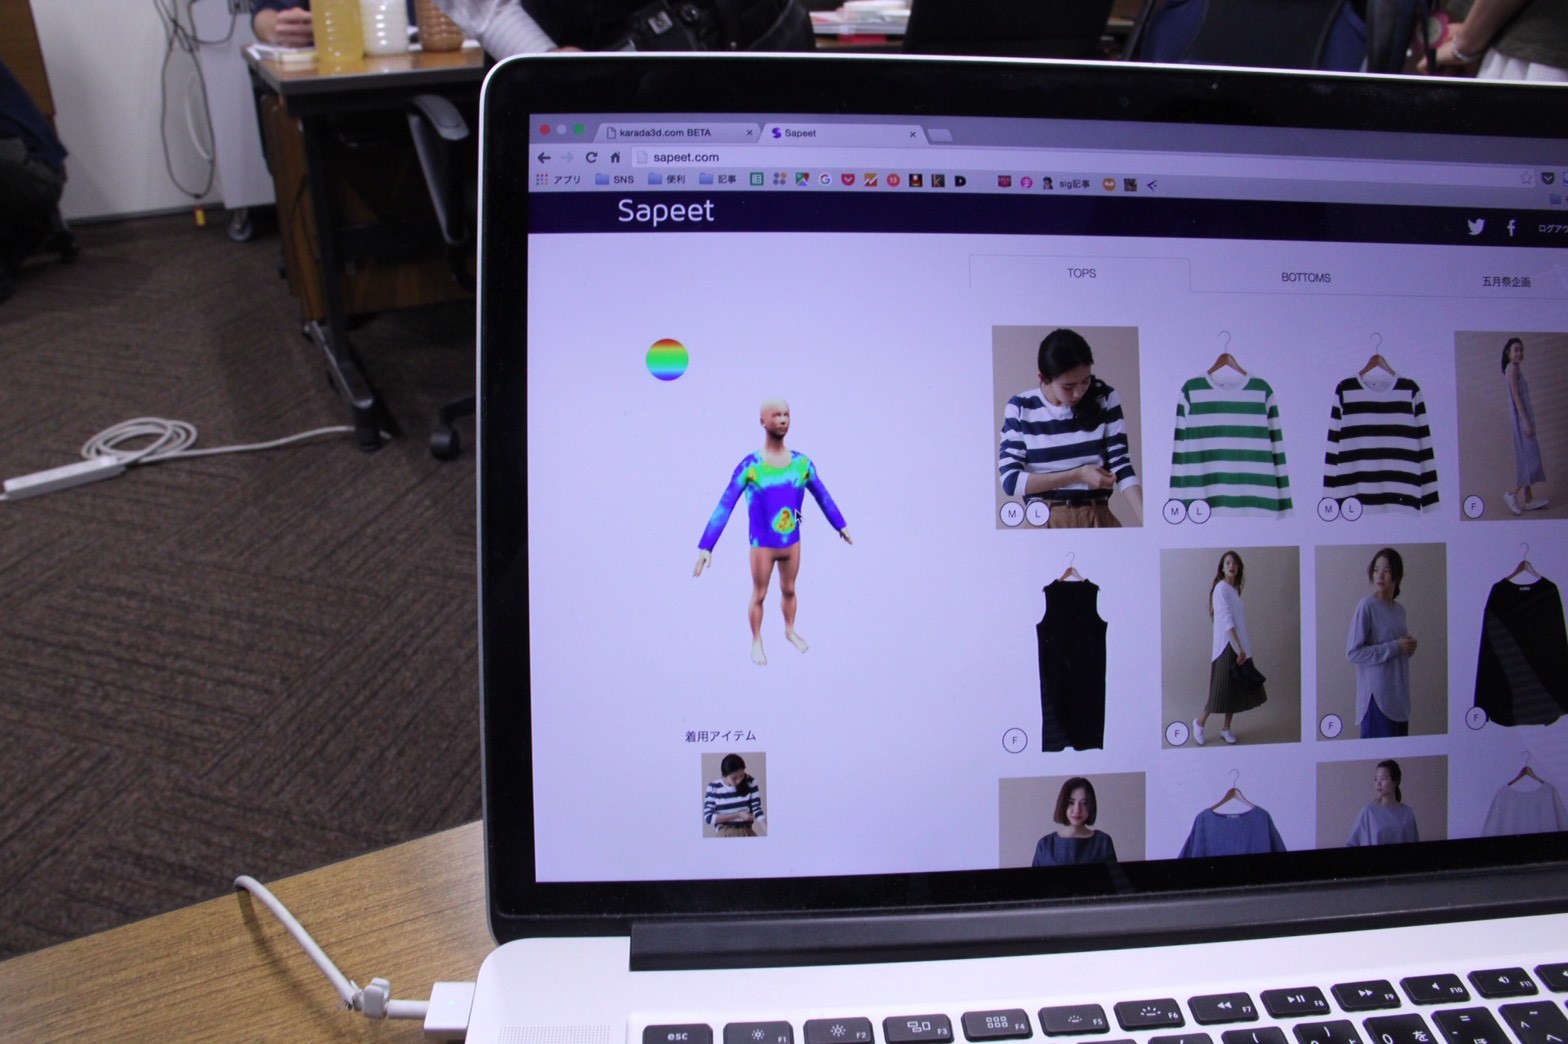 karada3d.com BETA
Sapeet
sapeet.com
アプリ SNS 便利 記事 sig記事
Sapeet
TOPS
BOTTOMS
五月祭企画
M L
M L
M L
F
F
F
F
F
着用アイテム
esc
F1
F2
F3
F4
F5
F6
F7
F8
F9
F10